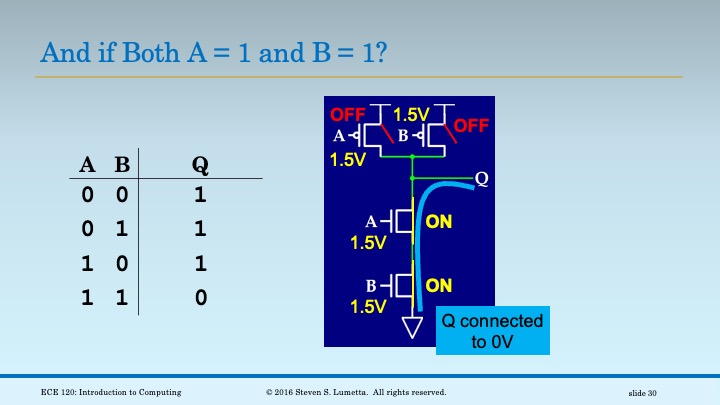 And if Both A = 1 and B = 1?
A B Q
0 0 1
0 1 1
1 0 1
1 1 0
OFF 1.5V
A B OFF
1.5V
Q
A ON
1.5V
B ON
1.5V
Q connected
to 0V
ECE 120: Introduction to Computing © 2016 Steven S. Lumetta. All rights reserved. slide 30